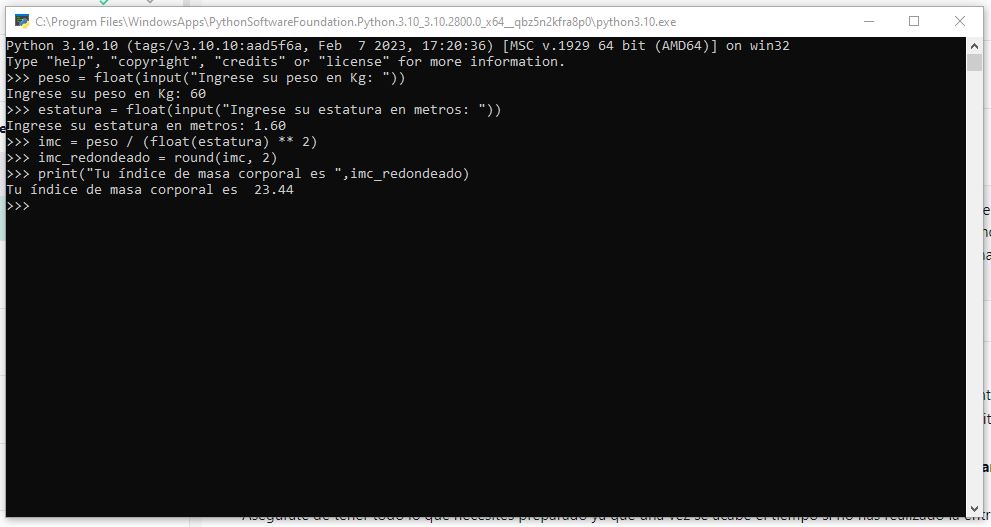 C:\Program Files\WindowsApps\PythonSoftwareFoundation.Python.3.10_3.10.2800.0_x64__qbz5n2kfra8p0\python3.10.exe
Python 3.10.10 (tags/v3.10.10:aad5f6a, Feb  7 2023, 17:20:36) [MSC v.1929 64 bit (AMD64)] on win32
Type "help", "copyright", "credits" or "license" for more information.
>>> peso = float(input("Ingrese su peso en Kg: "))
Ingrese su peso en Kg: 60
>>> estatura = float(input("Ingrese su estatura en metros: "))
Ingrese su estatura en metros: 1.60
>>> imc = peso / (float(estatura) ** 2)
>>> imc_redondeado = round(imc, 2)
>>> print("Tu índice de masa corporal es ",imc_redondeado)
Tu índice de masa corporal es  23.44
>>>
Asegúrate de tener todo lo que necesites preparado ya que una vez se acabe el tiempo si no has realizado la entr